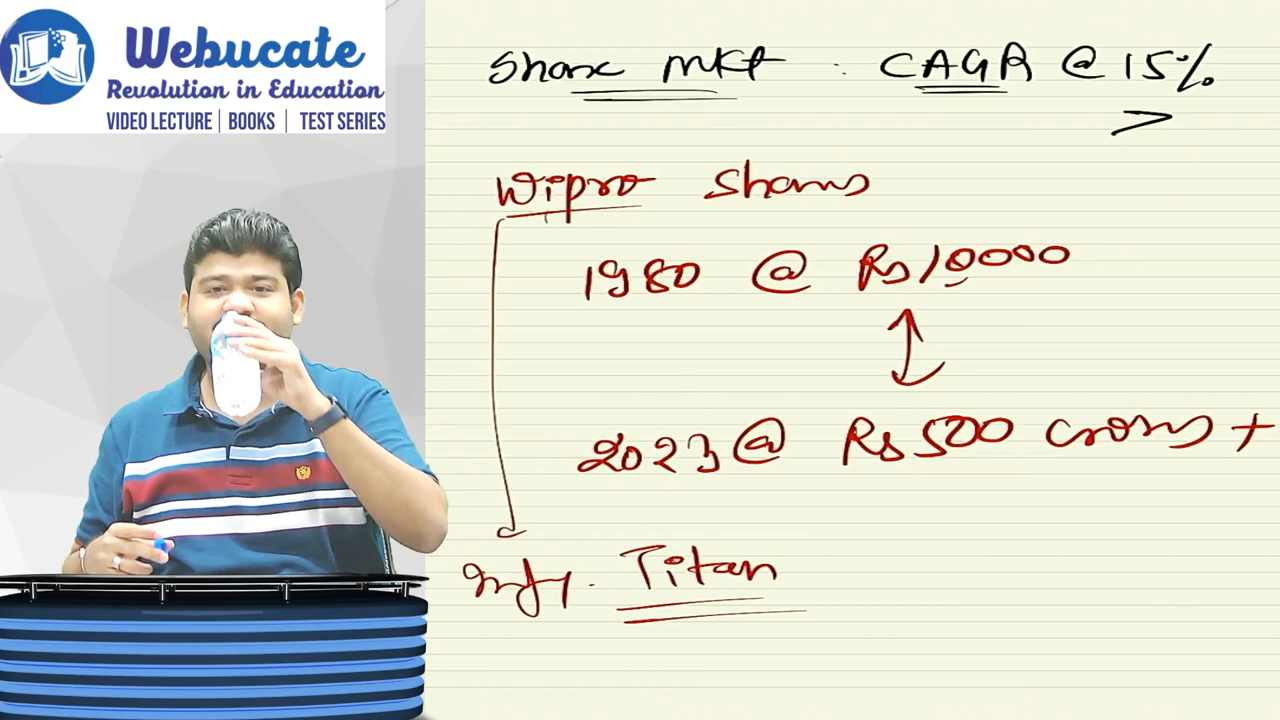 Webucate
Revolution in Education
VIDEO LECTURE | BOOKS | TEST SERIES
Share mkt : CAGR @ 15%
>
Wipro Shares
1980 @ Rs 10000
2023 @ Rs 500 crores +
Infy. Titan